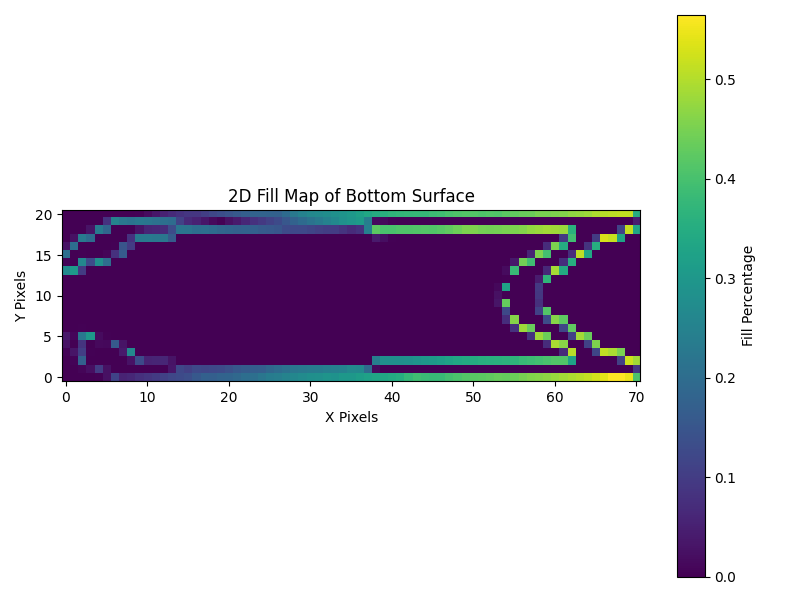 2D Fill Map of Bottom Surface
Y Pixels
20
15
10
5
0
0 10 20 30 40 50 60 70
X Pixels
0.5
0.4
0.3
0.2
0.1
0.0
Fill Percentage